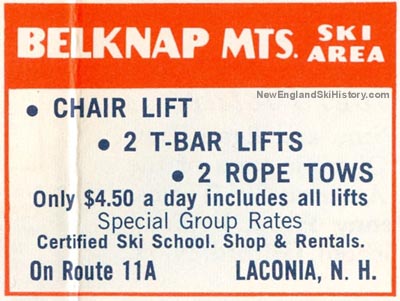 BELKNAP MTS. SKI AREA
NewEnglandSkiHistory.com
• CHAIR LIFT
• 2 T-BAR LIFTS
• 2 ROPE TOWS
Only $4.50 a day includes all lifts
Special Group Rates
Certified Ski School. Shop & Rentals.
On Route 11A LACONIA, N. H.